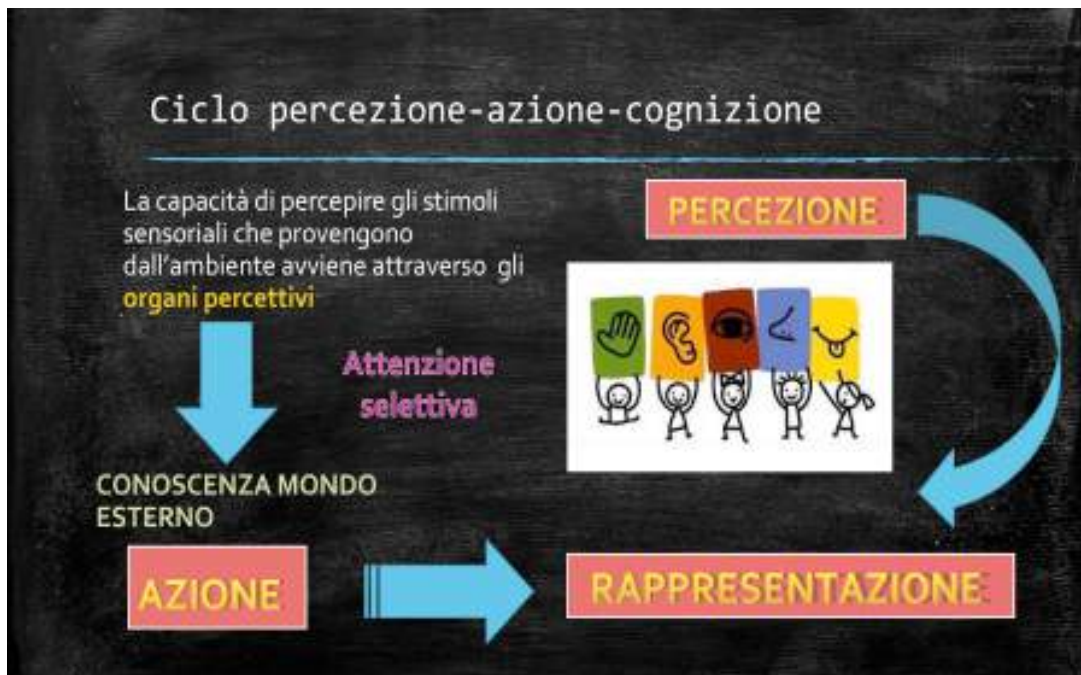 Ciclo percezione-azione-cognizione
La capacità di percepire gli stimoli
sensoriali che provengono
dall'ambiente avviene attraverso gli
organi percettivi
PERCEZIONE
Attenzione
selettiva
CONOSCENZA MONDO
ESTERNO
AZIONE
RAPPRESENTAZIONE